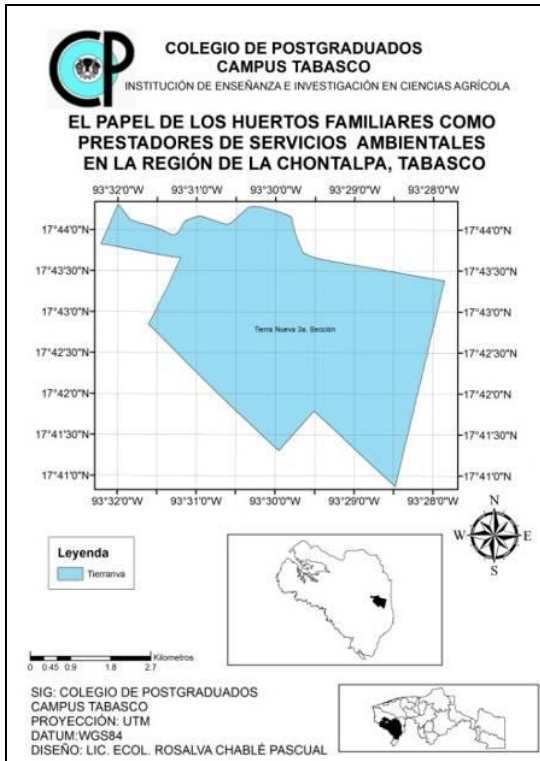 CP
COLEGIO DE POSTGRADUADOS
CAMPUS TABASCO
INSTITUCIÓN DE ENSEÑANZA E INVESTIGACIÓN EN CIENCIAS AGRÍCOLA
EL PAPEL DE LOS HUERTOS FAMILIARES COMO
PRESTADORES DE SERVICIOS AMBIENTALES
EN LA REGIÓN DE LA CHONTALPA, TABASCO
93°32'0"W 93°31'0"W 93°30'0"W 93°29'0"W 93°28'0"W
17°44'0"N 17°44'0"N
17°43'30"N 17°43'30"N
17°43'0"N 17°43'0"N
Tierra Nueva 3a. Sección
17°42'30"N 17°42'30"N
17°42'0"N 17°42'0"N
17°41'30"N 17°41'30"N
17°41'0"N 17°41'0"N
93°32'0"W 93°31'0"W 93°30'0"W 93°29'0"W 93°28'0"W
N
W E
S
Leyenda
Tierranva
Kilometros
0 0.45 0.9 1.8 2.7
SIG: COLEGIO DE POSTGRADUADOS
CAMPUS TABASCO
PROYECCIÓN: UTM
DATUM:WGS84
DISEÑO: LIC. ECOL. ROSALVA CHABLÉ PASCUAL